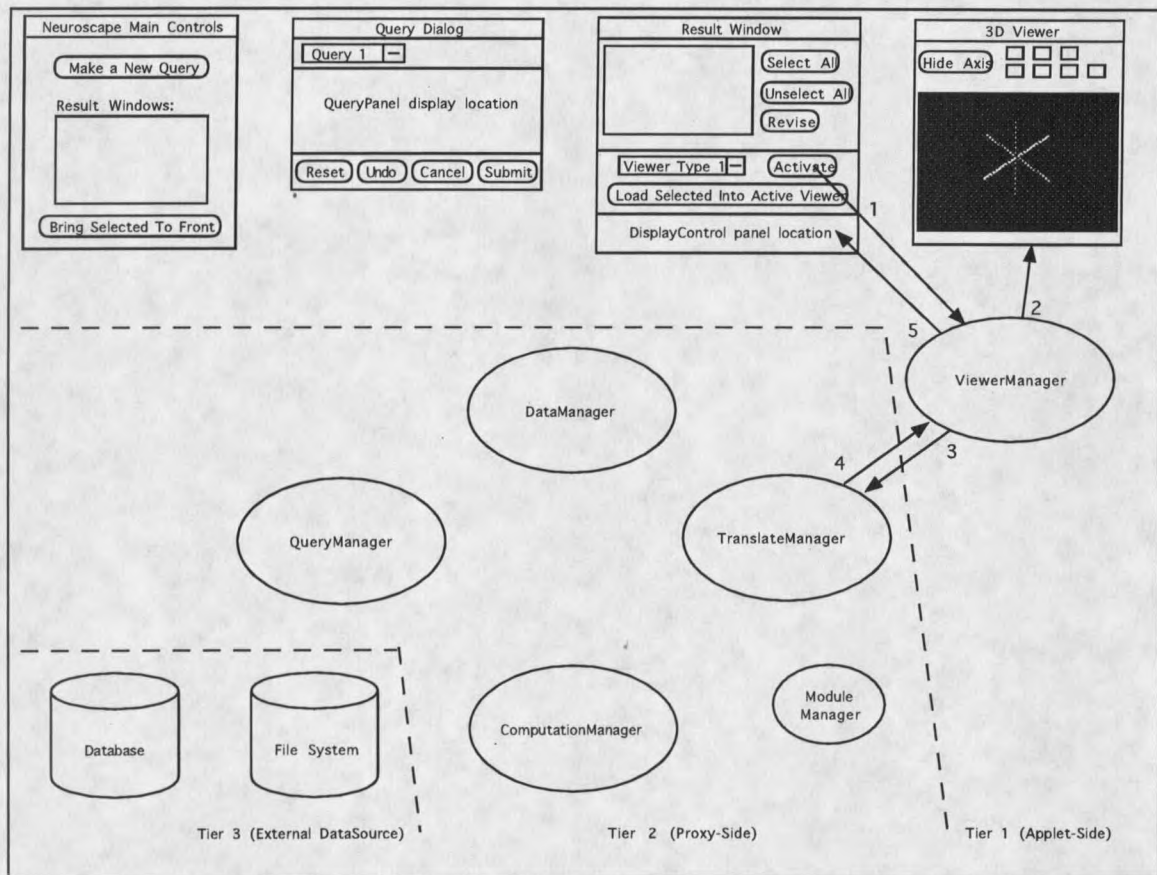 Neuroscape Main Controls
Make a New Query
Result Windows:
Bring Selected To Front
Query Dialog
Query 1
QueryPanel display location
Reset
Undo
Cancel
Submit
Result Window
Select All
Unselect All
Revise
Viewer Type 1
Activate
Load Selected Into Active Viewer
DisplayControl panel location
3D Viewer
Hide Axis
1
2
5
ViewerManager
DataManager
4
3
QueryManager
TranslateManager
Database
File System
ComputationManager
Module
Manager
Tier 3 (External DataSource)
Tier 2 (Proxy-Side)
Tier 1 (Applet-Side)